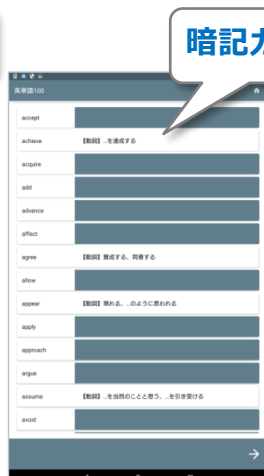 暗記カ
英単語100
accept
achieve 【動詞】…を達成する
acquire
add
advance
affect
agree 【動詞】賛成する、同意する
allow
appear 【動詞】現れる、…のように思われる
apply
approach
argue
assume 【動詞】…を当然のことと思う、…を引き受ける
avoid